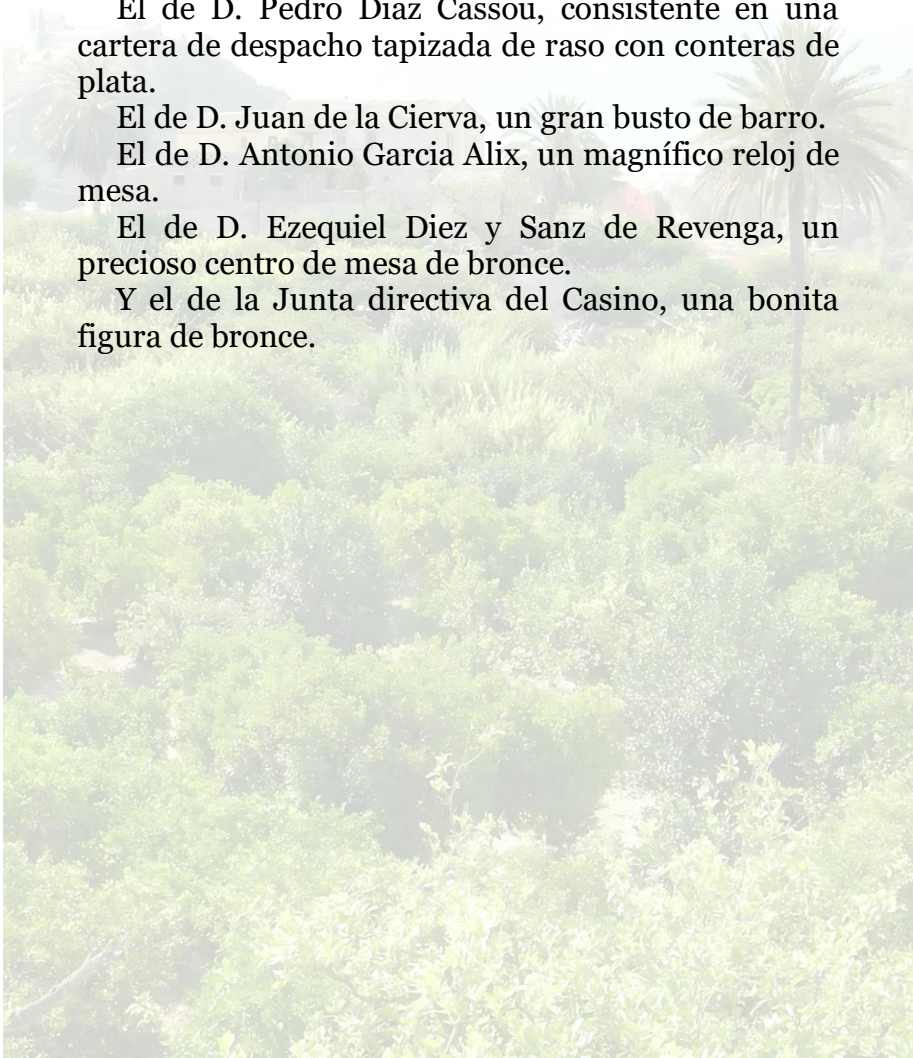 El de D. Pedro Diaz Cassou, consistente en una
cartera de despacho tapizada de raso con conteras de
plata.
El de D. Juan de la Cierva, un gran busto de barro.
El de D. Antonio Garcia Alix, un magnífico reloj de
mesa.
El de D. Ezequiel Diez y Sanz de Revenga, un
precioso centro de mesa de bronce.
Y el de la Junta directiva del Casino, una bonita
figura de bronce.